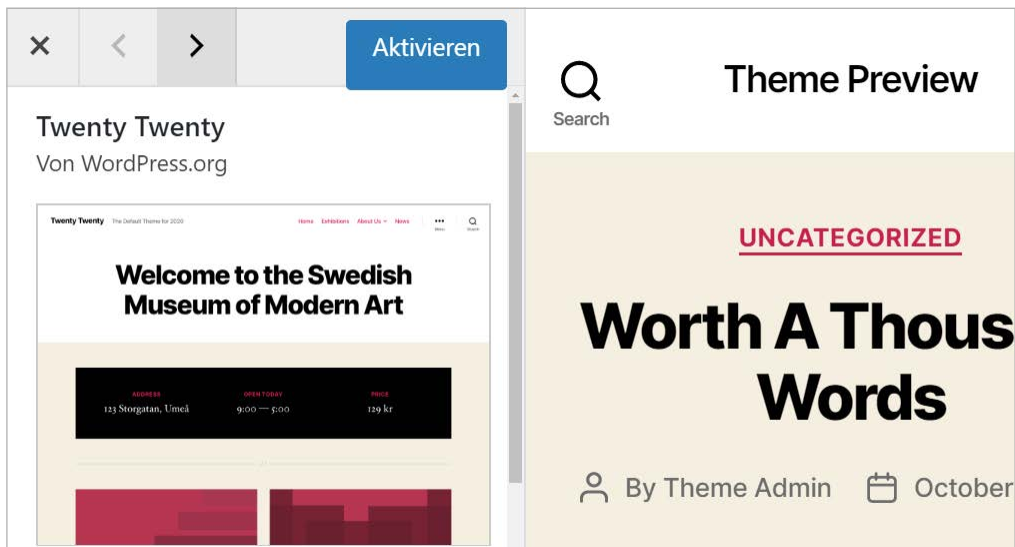 Aktivieren
Twenty Twenty
Von WordPress.org
Twenty Twenty The Default Theme for 2020 Home Exhibitions About Us News
Menu Search
Welcome to the Swedish
Museum of Modern Art
ADDRESS OPEN TODAY PRICE
123 Storgatan, Umeå 9:00 — 5:00 129 kr
Search
Theme Preview
UNCATEGORIZED
Worth A Thous
Words
By Theme Admin October